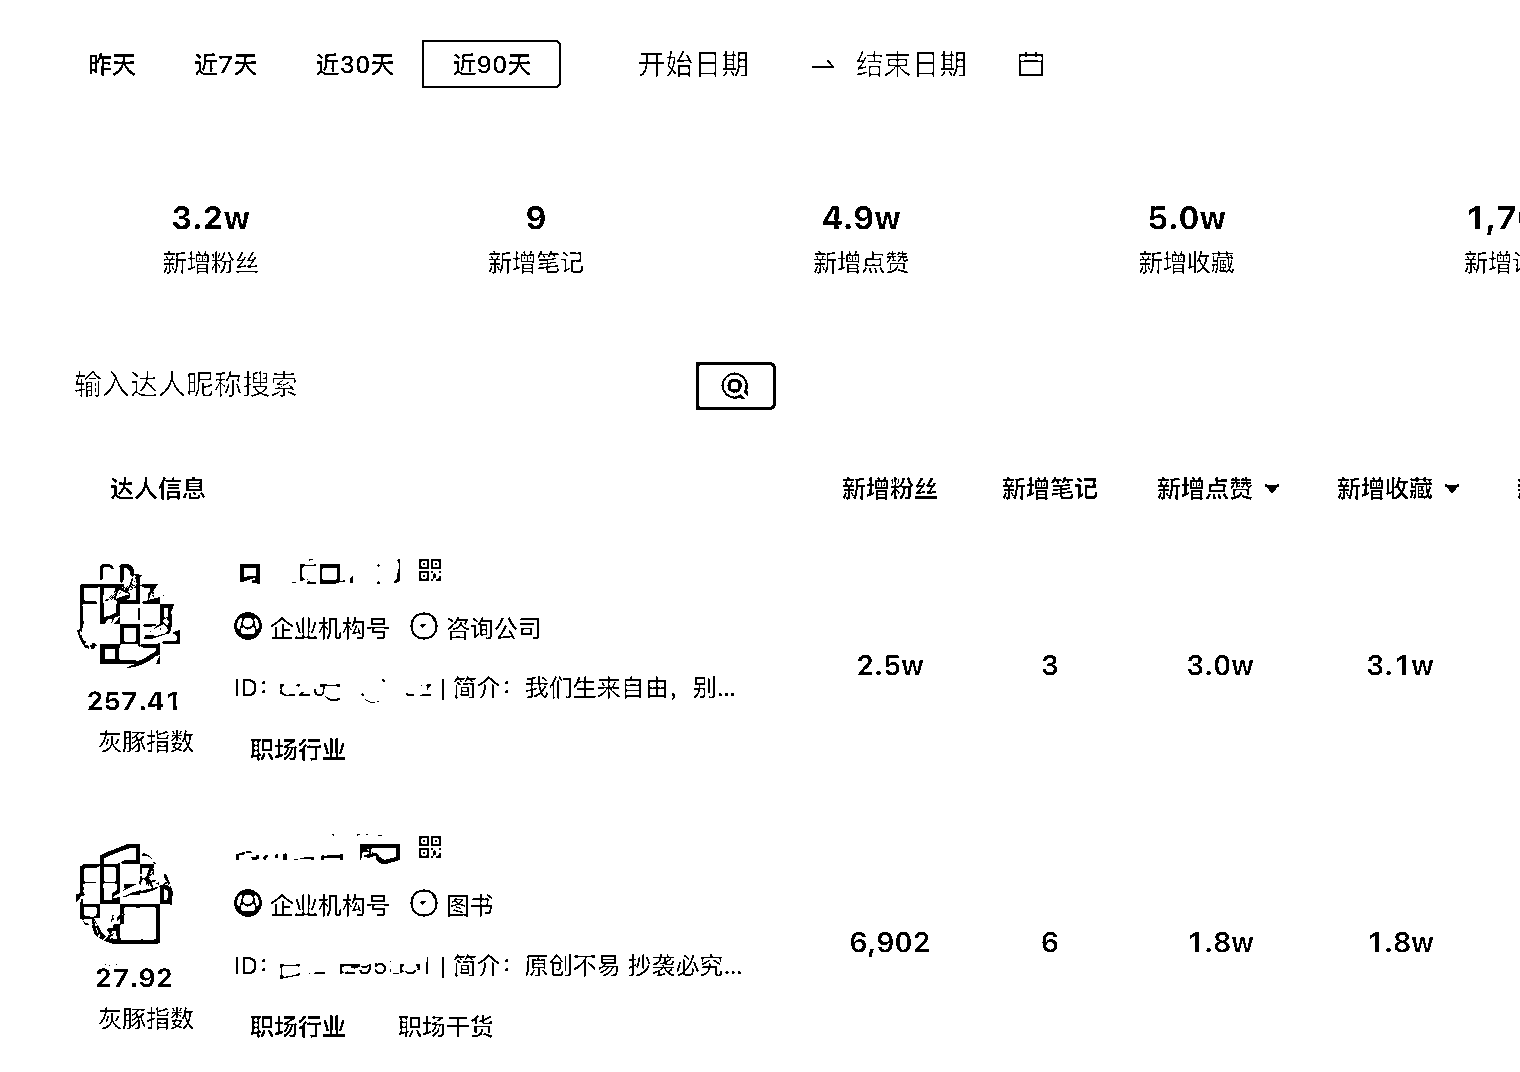 昨天 近7天 近30天 近90天 开始日期 → 结束日期
3.2w 9 4.9w 5.0w 1,7
新增粉丝 新增笔记 新增点赞 新增收藏 新增
输入达人昵称搜索
达人信息 新增粉丝 新增笔记 新增点赞 新增收藏
企业机构号 咨询公司
2.5w 3 3.0w 3.1w
ID: | 简介：我们生来自由，别...
257.41
灰豚指数 职场行业
企业机构号 图书
6,902 6 1.8w 1.8w
ID: | 简介：原创不易 抄袭必究...
27.92
灰豚指数 职场行业 职场干货